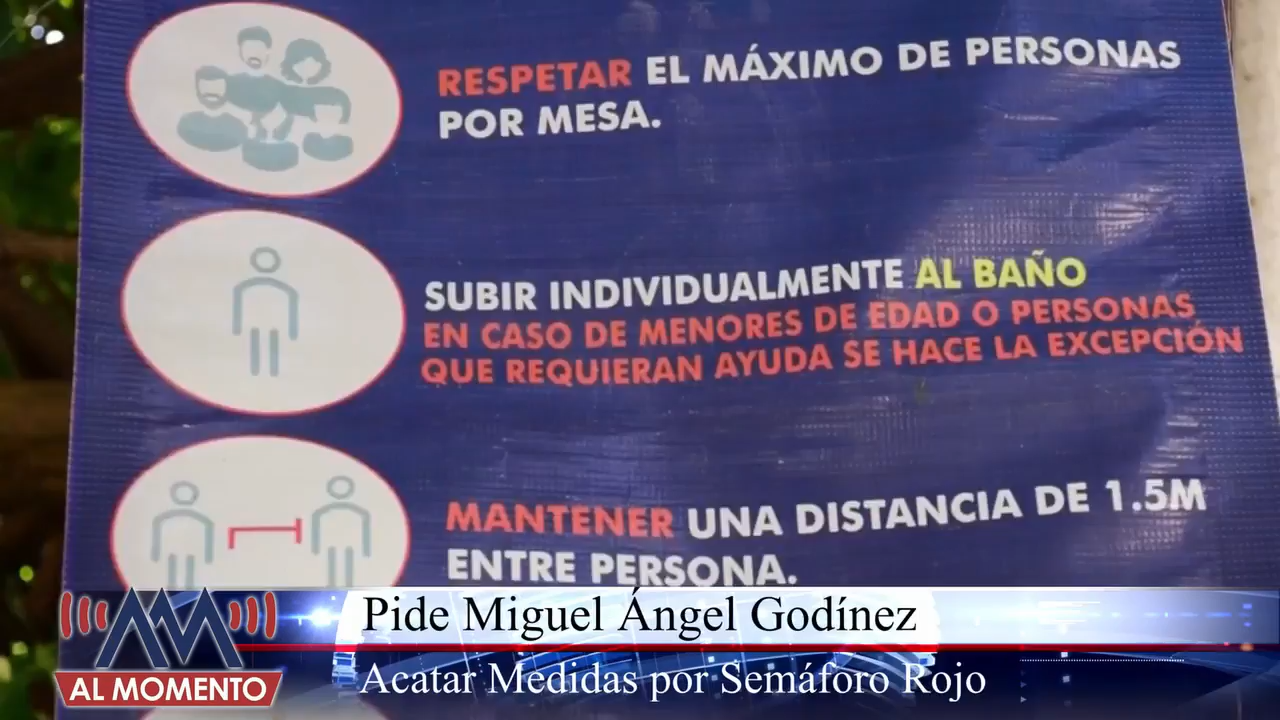 RESPETAR EL MÁXIMO DE PERSONAS
POR MESA.
SUBIR INDIVIDUALMENTE AL BAÑO
EN CASO DE MENORES DE EDAD O PERSONAS
QUE REQUIERAN AYUDA SE HACE LA EXCEPCIÓN
MANTENER UNA DISTANCIA DE 1.5M
ENTRE PERSONA.
Pide Miguel Ángel Godínez
Acatar Medidas por Semáforo Rojo
AL MOMENTO